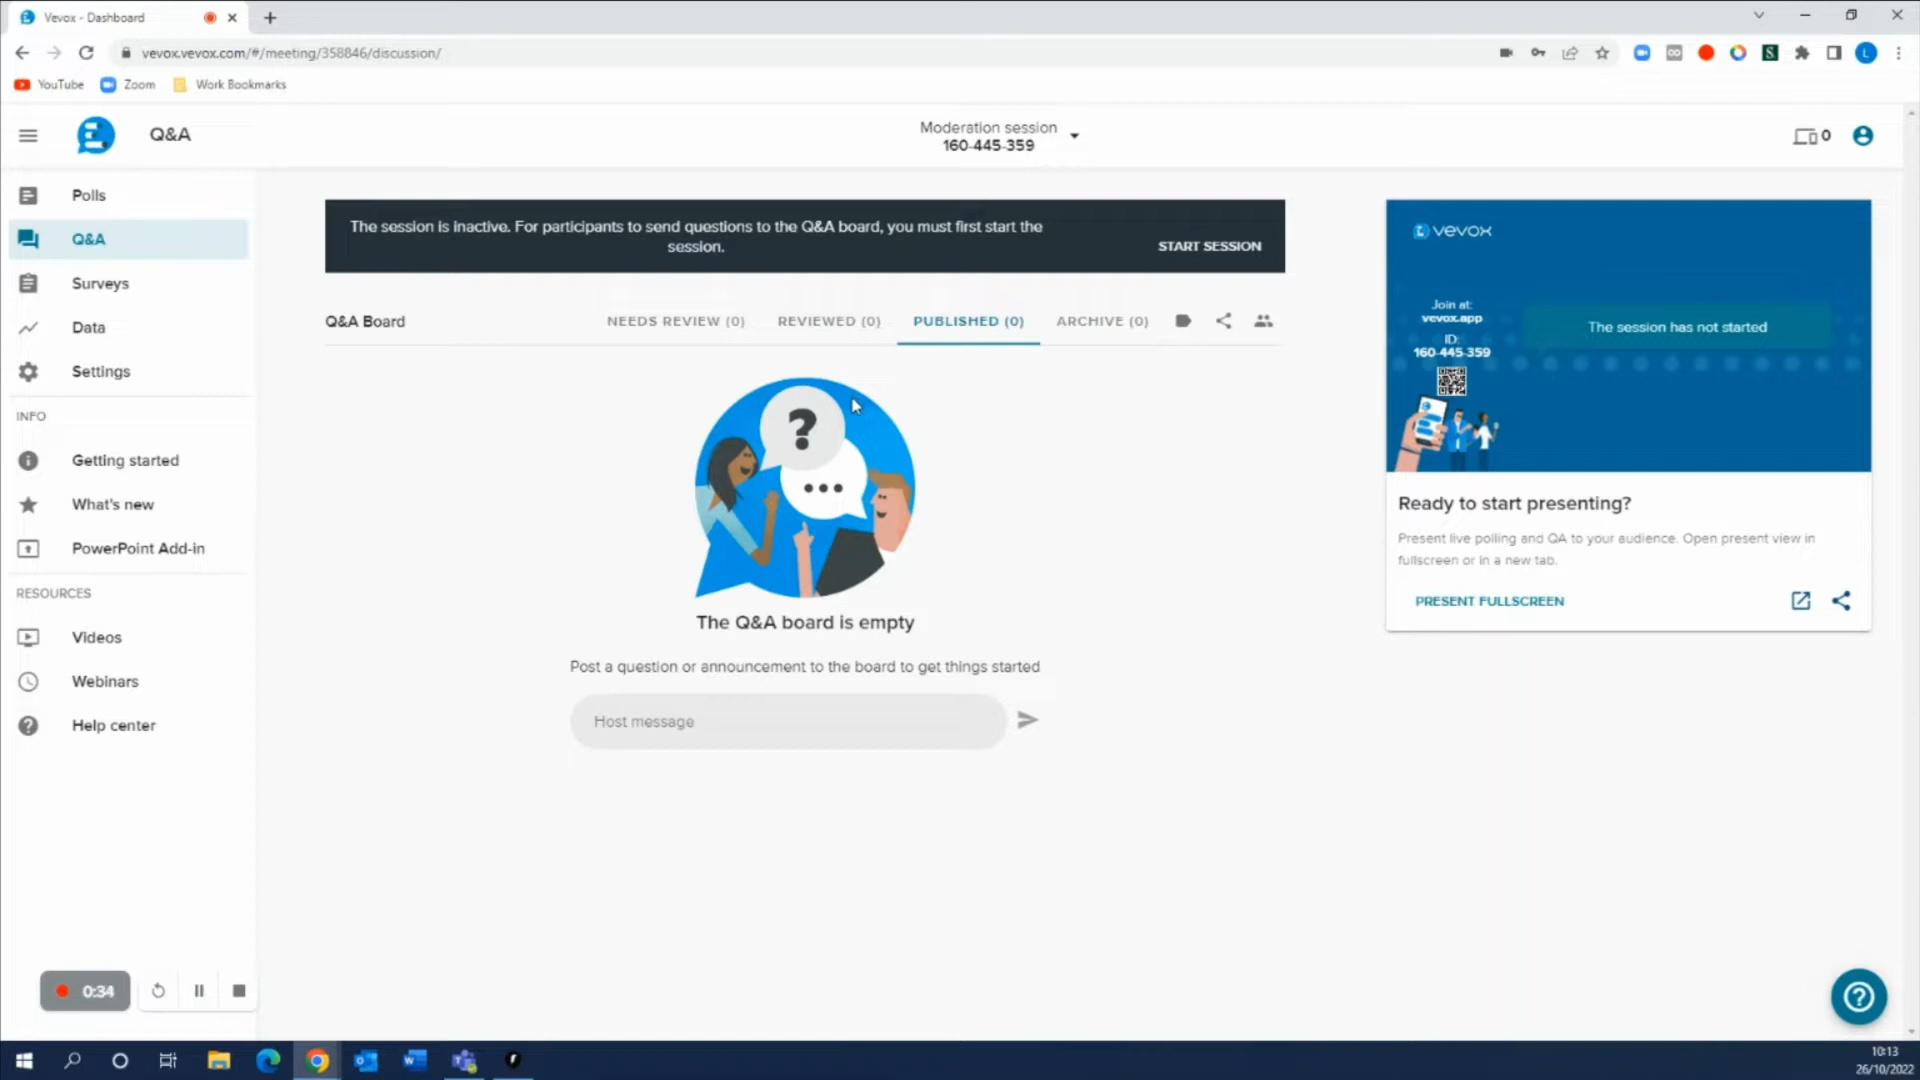 Vevox - Dashboard
vevox.vevox.com/#/meeting/358846/discussion/
YouTube
Zoom
Work Bookmarks
Q&A
Moderation session
160-445-359
0
Polls
Q&A
Surveys
Data
Settings
INFO
Getting started
What's new
PowerPoint Add-in
RESOURCES
Videos
Webinars
Help center
The session is inactive. For participants to send questions to the Q&A board, you must first start the
session.
START SESSION
Q&A Board
NEEDS REVIEW (0)
REVIEWED (0)
PUBLISHED (0)
ARCHIVE (0)
?
The Q&A board is empty
Post a question or announcement to the board to get things started
Host message
vevox
Join at:
vevox.app
ID:
160-445-359
The session has not started
Ready to start presenting?
Present live polling and QA to your audience. Open present view in
fullscreen or in a new tab.
PRESENT FULLSCREEN
0:34
10:13
26/10/2022